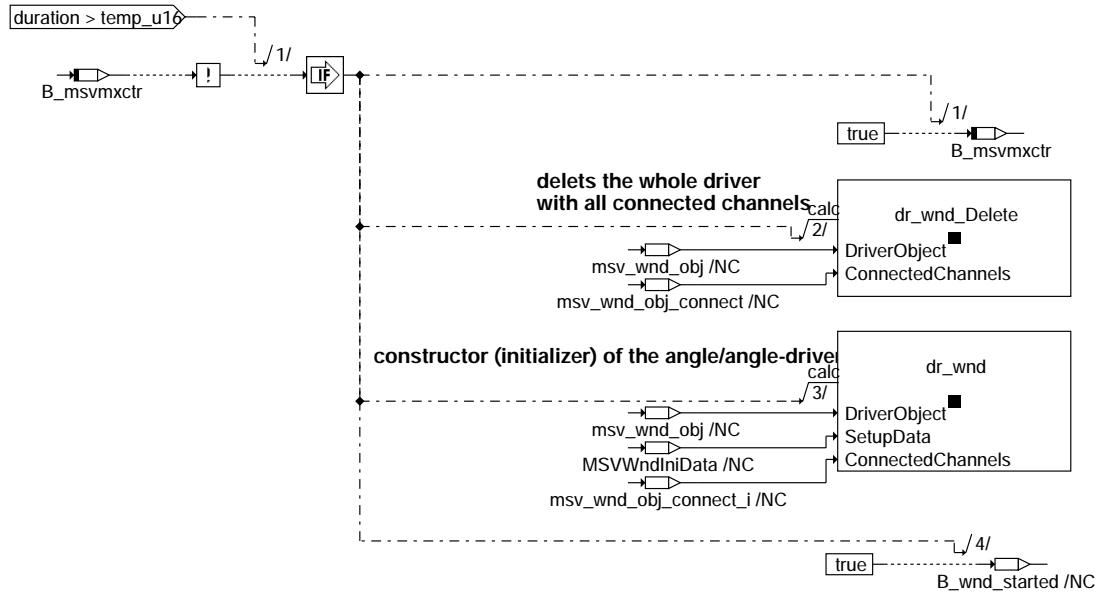 duration > temp_u16
1/
!
IF
B_msvmxctr
1/
true
B_msvmxctr
delets the whole driver
with all connected channels
calc
2/
dr_wnd_Delete
DriverObject
msv_wnd_obj /NC
ConnectedChannels
msv_wnd_obj_connect /NC
constructor (initializer) of the angle/angle-driver
calc
3/
dr_wnd
DriverObject
msv_wnd_obj /NC
SetupData
MSVWndIniData /NC
ConnectedChannels
msv_wnd_obj_connect_i /NC
4/
true
B_wnd_started /NC